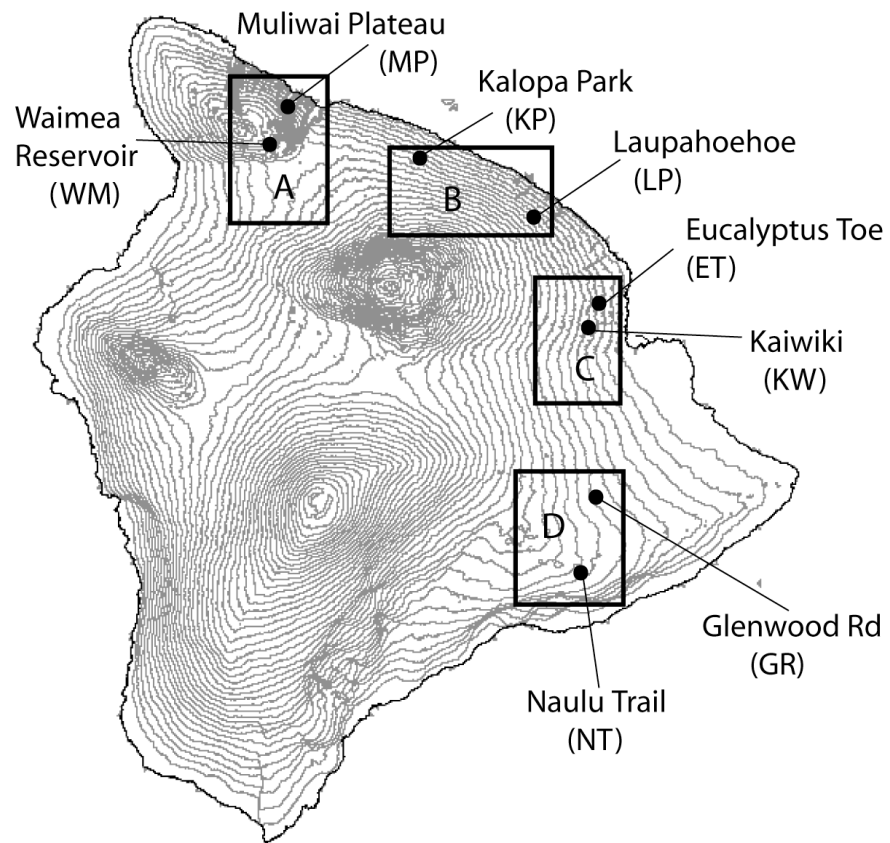 Muliwai Plateau
(MP)
Kalopa Park
(KP)
Waimea
Reservoir
(WM)
Laupahoehoe
(LP)
A
B
Eucalyptus Toe
(ET)
Kaiwiki
(KW)
C
D
Glenwood Rd
(GR)
Naulu Trail
(NT)